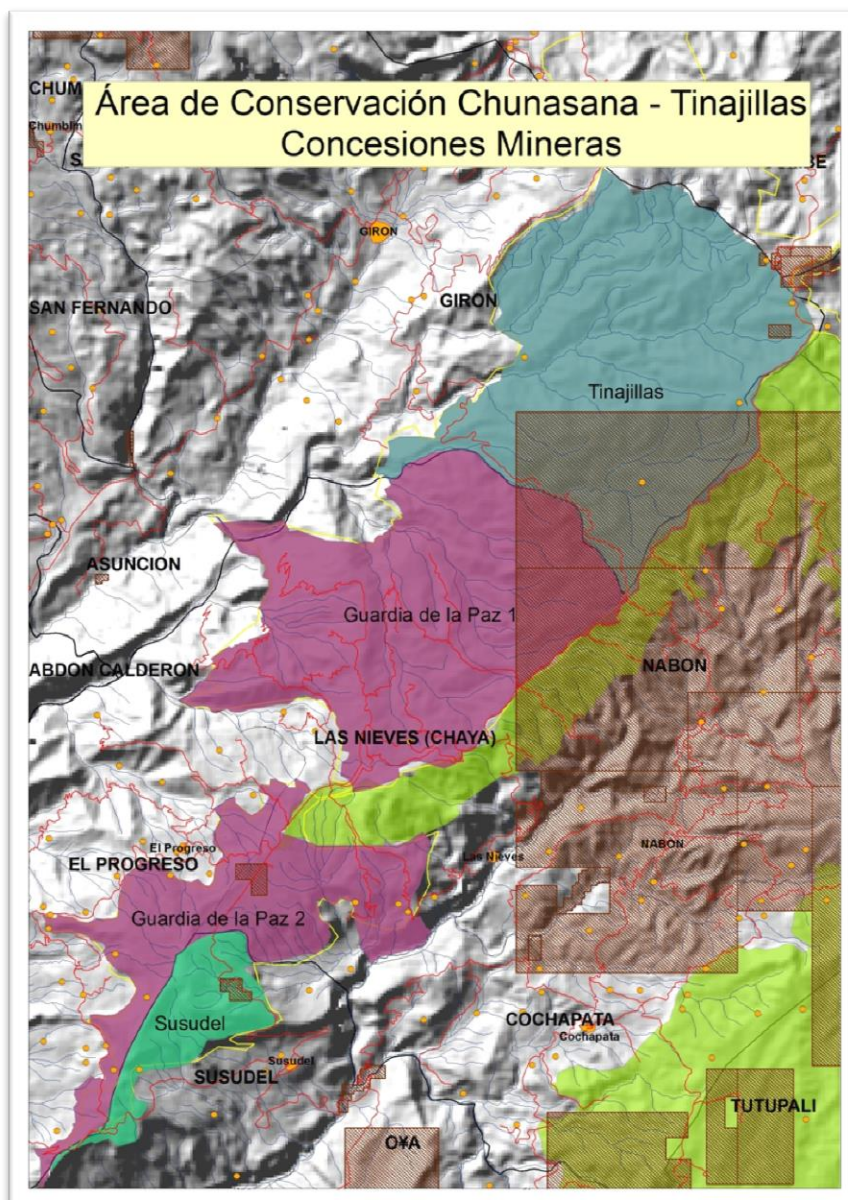 Área de Conservación Chunasana - Tinajillas
Concesiones Mineras
CHUM
Chumblin
GIRON
GIRON
SAN FERNANDO
Tinajillas
ASUNCION
Guardia de la Paz 1
ABDON CALDERON
NABON
LAS NIEVES (CHAYA)
El Progreso
EL PROGRESO
Las Nieves
NABON
Guardia de la Paz 2
Susudel
COCHAPATA
Cochapata
Susudel
SUSUDEL
TUTUPALI
O¥A